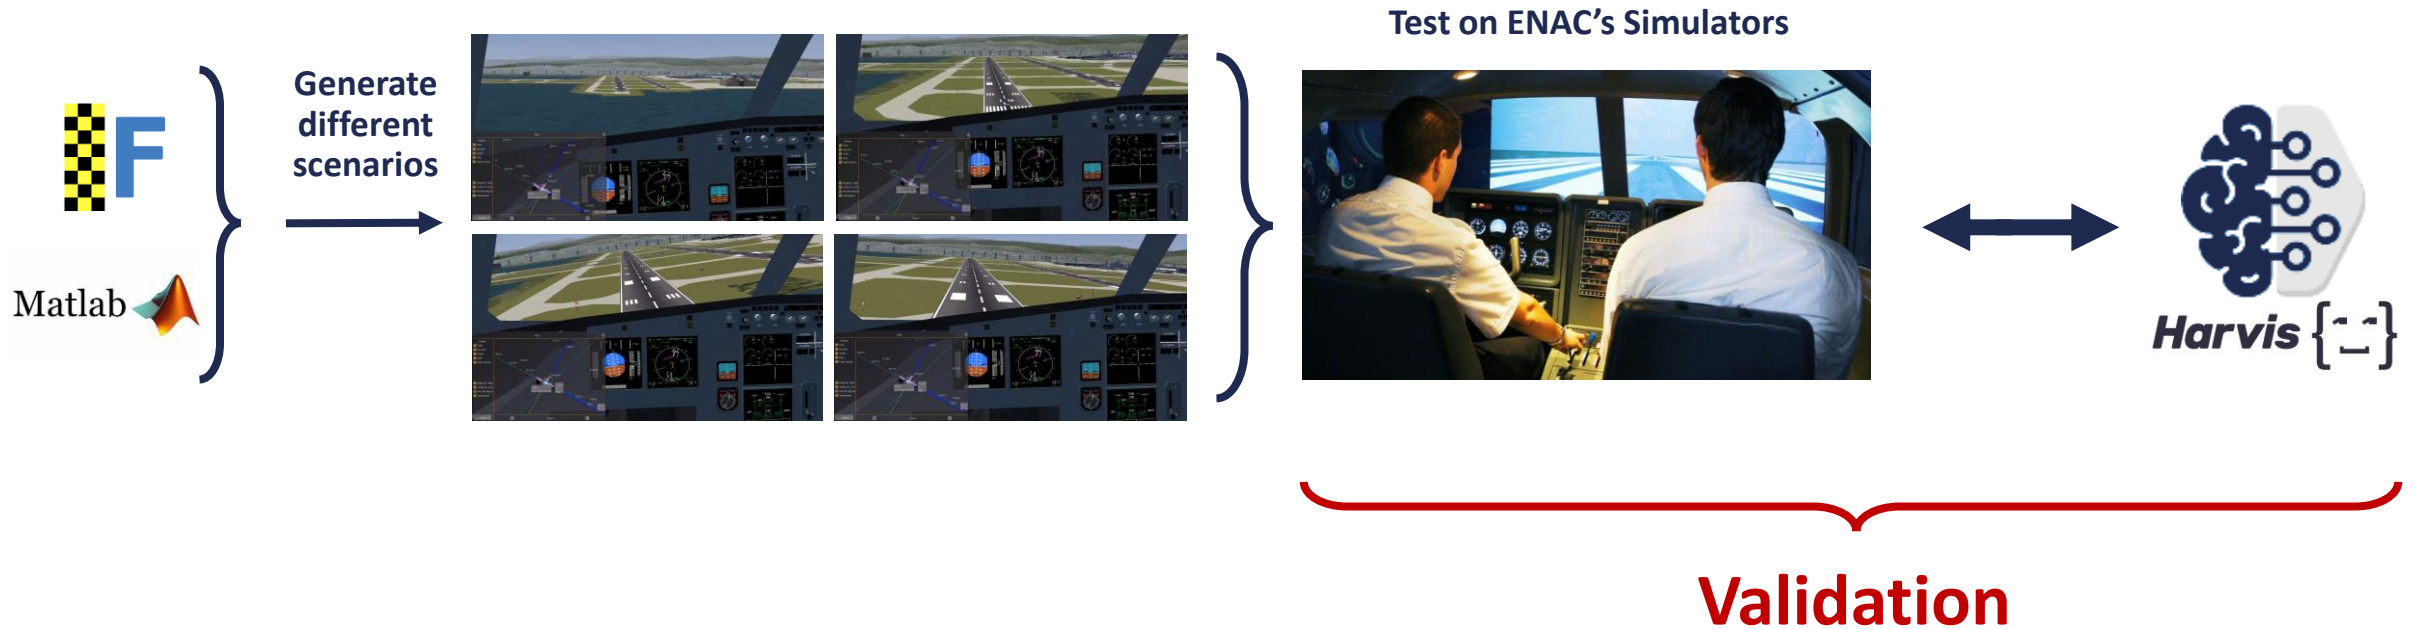 Test on ENAC’s Simulators
Generate
different
scenarios
F
Matlab
Harvis {
Validation